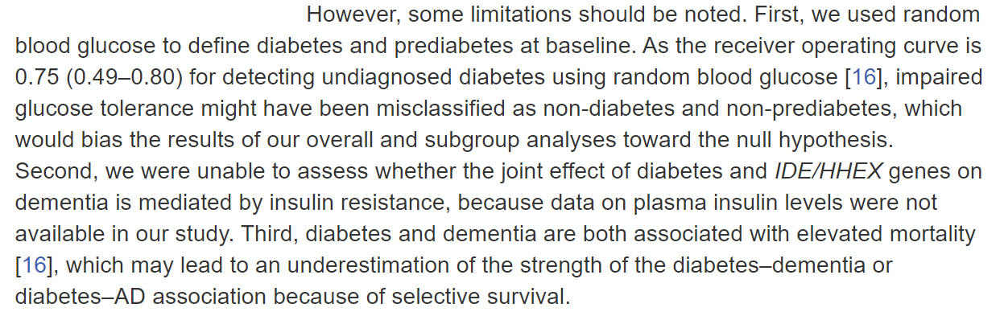 However, some limitations should be noted. First, we used random
blood glucose to define diabetes and prediabetes at baseline. As the receiver operating curve is
0.75 (0.49–0.80) for detecting undiagnosed diabetes using random blood glucose [16], impaired
glucose tolerance might have been misclassified as non-diabetes and non-prediabetes, which
would bias the results of our overall and subgroup analyses toward the null hypothesis.
Second, we were unable to assess whether the joint effect of diabetes and IDE/HHEX genes on
dementia is mediated by insulin resistance, because data on plasma insulin levels were not
available in our study. Third, diabetes and dementia are both associated with elevated mortality
[16], which may lead to an underestimation of the strength of the diabetes–dementia or
diabetes–AD association because of selective survival.